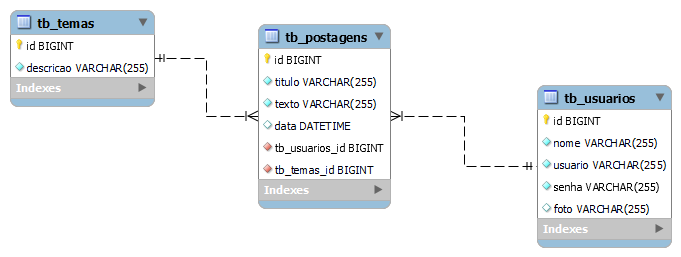 tb_temas
id BIGINT
descricao VARCHAR(255)
Indexes
tb_postagens
id BIGINT
titulo VARCHAR(255)
texto VARCHAR(255)
data DATETIME
tb_usuarios_id BIGINT
tb_temas_id BIGINT
Indexes
tb_usuarios
id BIGINT
nome VARCHAR(255)
usuario VARCHAR(255)
senha VARCHAR(255)
foto VARCHAR(255)
Indexes